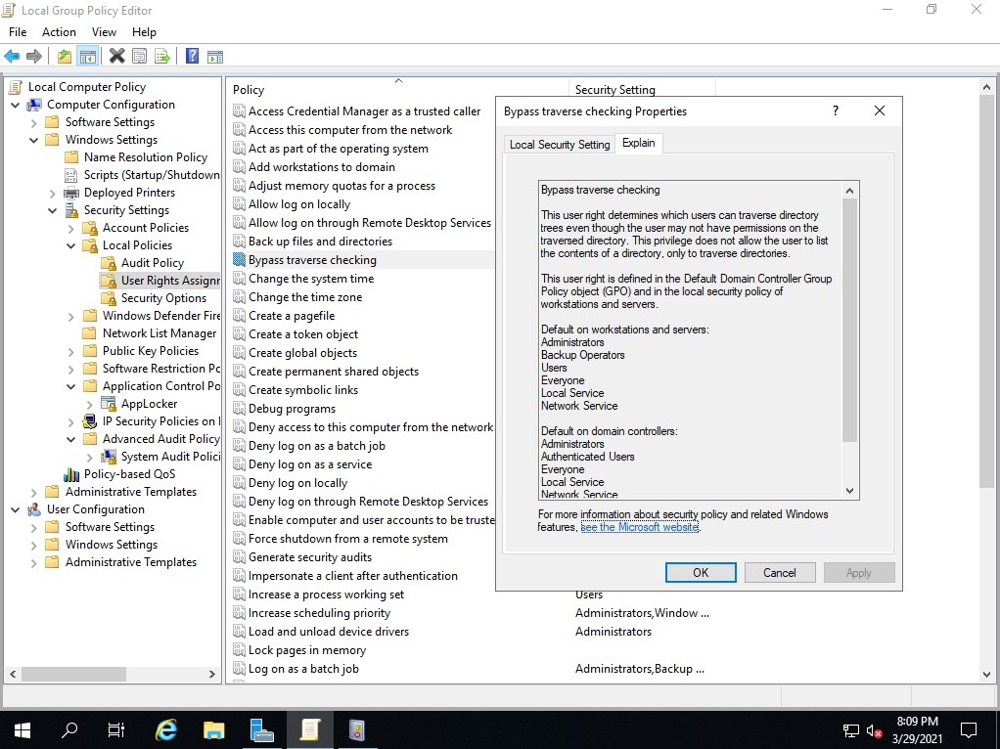 Local Group Policy Editor
File Action View Help
Local Computer Policy
Computer Configuration
Software Settings
Windows Settings
Name Resolution Policy
Scripts (Startup/Shutdown
Deployed Printers
Security Settings
Account Policies
Local Policies
Audit Policy
User Rights Assignr
Security Options
Windows Defender Fire
Network List Manager
Public Key Policies
Software Restriction Po
Application Control Po
AppLocker
IP Security Policies on
Advanced Audit Policy
System Audit Polici
Policy-based QoS
Administrative Templates
User Configuration
Software Settings
Windows Settings
Administrative Templates
Policy Security Setting
Access Credential Manager as a trusted caller
Access this computer from the network
Act as part of the operating system
Add workstations to domain
Adjust memory quotas for a process
Allow log on locally
Allow log on through Remote Desktop Services
Back up files and directories
Bypass traverse checking
Change the system time
Change the time zone
Create a pagefile
Create a token object
Create global objects
Create permanent shared objects
Create symbolic links
Debug programs
Deny access to this computer from the network
Deny log on as a batch job
Deny log on as a service
Deny log on locally
Deny log on through Remote Desktop Services
Enable computer and user accounts to be truste
Force shutdown from a remote system
Generate security audits
Impersonate a client after authentication
Increase a process working set Users
Increase scheduling priority Administrators,Window ...
Load and unload device drivers Administrators
Lock pages in memory
Log on as a batch job Administrators,Backup ...
Bypass traverse checking Properties
?
Local Security Setting Explain
Bypass traverse checking
This user right determines which users can traverse directory
trees even though the user may not have permissions on the
traversed directory. This privilege does not allow the user to list
the contents of a directory, only to traverse directories.
This user right is defined in the Default Domain Controller Group
Policy object (GPO) and in the local security policy of
workstations and servers.
Default on workstations and servers:
Administrators
Backup Operators
Users
Everyone
Local Service
Network Service
Default on domain controllers:
Administrators
Authenticated Users
Everyone
Local Service
Network Service
For more information about security policy and related Windows
features, see the Microsoft website.
OK Cancel Apply
8:09 PM
3/29/2021